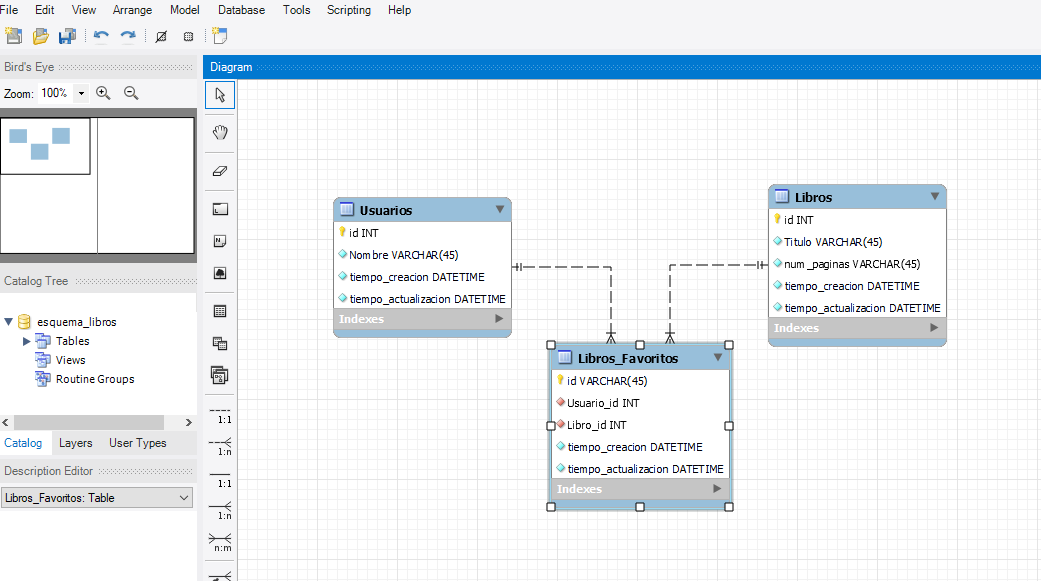 File Edit View Arrange Model Database Tools Scripting Help
Bird's Eye
Zoom: 100%
Catalog Tree
esquema_libros
Tables
Views
Routine Groups
Catalog Layers User Types
Description Editor
Libros_Favoritos: Table
Diagram
1:1
1:n
1:1
1:n
n:m
Usuarios
id INT
Nombre VARCHAR(45)
tiempo_creacion DATETIME
tiempo_actualizacion DATETIME
Indexes
Libros
id INT
Titulo VARCHAR(45)
num_paginas VARCHAR(45)
tiempo_creacion DATETIME
tiempo_actualizacion DATETIME
Indexes
Libros_Favoritos
id VARCHAR(45)
Usuario_id INT
Libro_id INT
tiempo_creacion DATETIME
tiempo_actualizacion DATETIME
Indexes